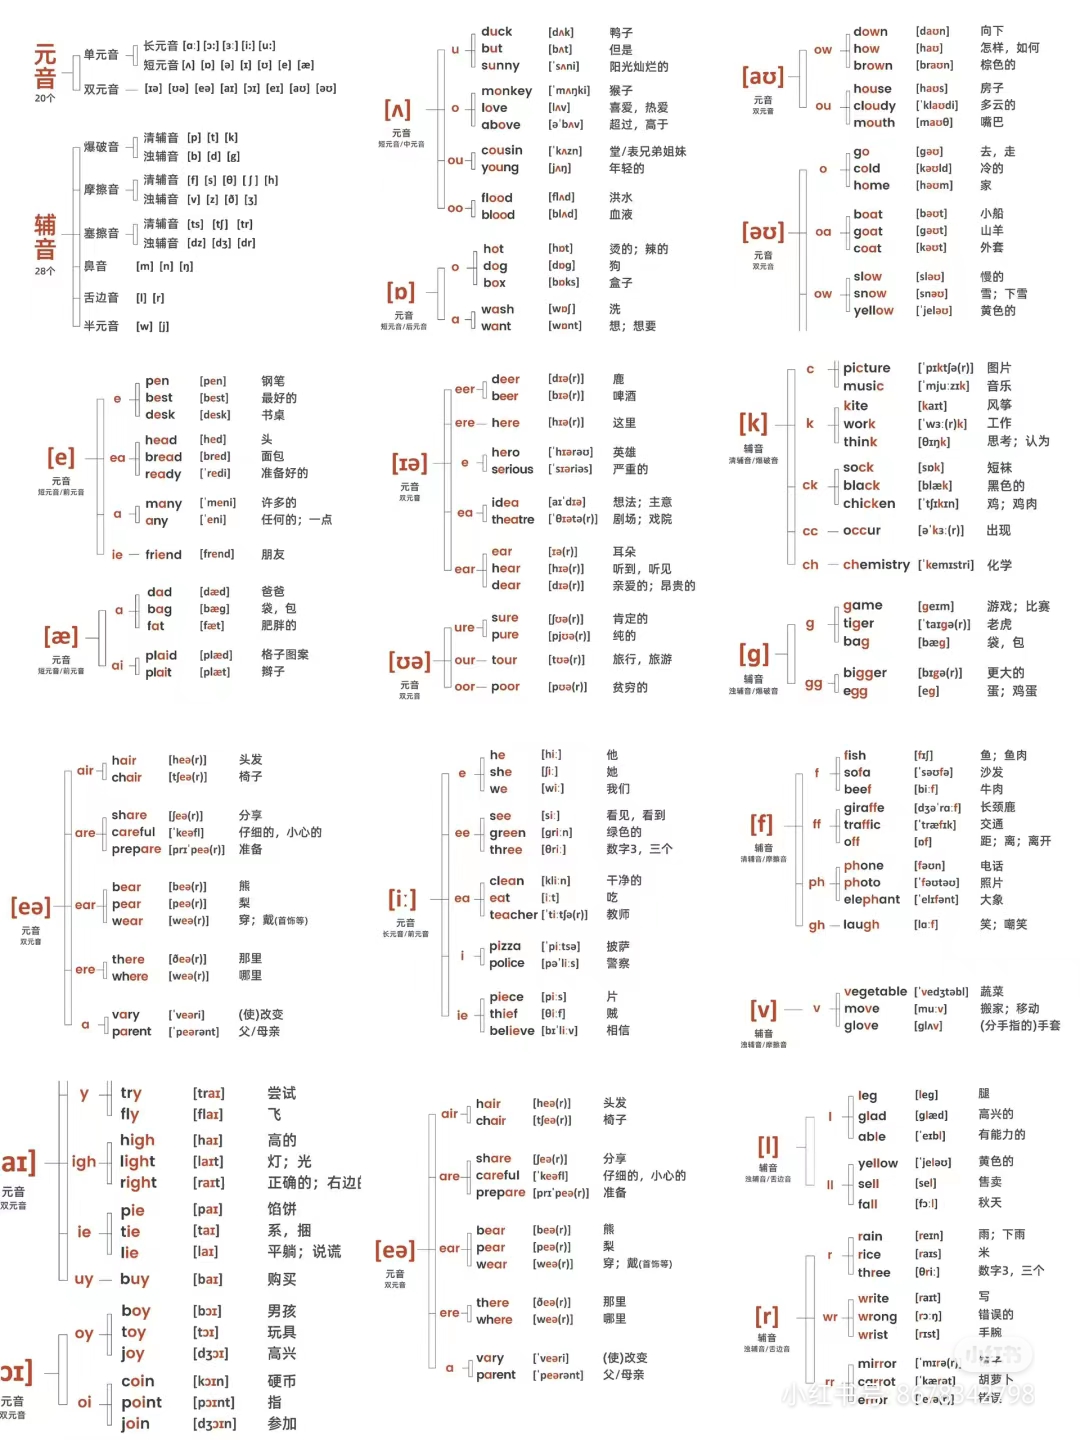 元音
20个
单元音
长元音 [ɑː] [ɔː] [ɜː] [iː] [uː]
短元音 [ʌ] [ɒ] [ə] [ɪ] [ʊ] [e] [æ]
双元音
[ɪə] [ʊə] [eə] [aɪ] [ɔɪ] [eɪ] [aʊ] [əʊ]
辅音
28个
爆破音
清辅音 [p] [t] [k]
浊辅音 [b] [d] [g]
摩擦音
清辅音 [f] [s] [θ] [ʃ] [h]
浊辅音 [v] [z] [ð] [ʒ]
塞擦音
清辅音 [ts] [tʃ] [tr]
浊辅音 [dz] [dʒ] [dr]
鼻音 [m] [n] [ŋ]
舌边音 [l] [r]
半元音 [w] [j]
[ʌ]
元音
短元音/中元音
u
duck [dʌk] 鸭子
but [bʌt] 但是
sunny [ˈsʌni] 阳光灿烂的
o
monkey [ˈmʌŋki] 猴子
love [lʌv] 喜爱,热爱
above [əˈbʌv] 超过,高于
ou
cousin [ˈkʌzn] 堂/表兄弟姐妹
young [jʌŋ] 年轻的
oo
flood [flʌd] 洪水
blood [blʌd] 血液
[ɒ]
元音
短元音/后元音
o
hot [hɒt] 烫的;辣的
dog [dɒg] 狗
box [bɒks] 盒子
a
wash [wɒʃ] 洗
want [wɒnt] 想;想要
[aʊ]
元音
双元音
ow
down [daʊn] 向下
how [haʊ] 怎样,如何
brown [braʊn] 棕色的
ou
house [haʊs] 房子
cloudy [ˈklaʊdi] 多云的
mouth [maʊθ] 嘴巴
[əʊ]
元音
双元音
o
go [gəʊ] 去,走
cold [kəʊld] 冷的
home [həʊm] 家
oa
boat [bəʊt] 小船
goat [gəʊt] 山羊
coat [kəʊt] 外套
ow
slow [sləʊ] 慢的
snow [snəʊ] 雪;下雪
yellow [ˈjeləʊ] 黄色的
[e]
元音
短元音/前元音
e
pen [pen] 钢笔
best [best] 最好的
desk [desk] 书桌
ea
head [hed] 头
bread [bred] 面包
ready [ˈredi] 准备好的
a
many [ˈmeni] 许多的
any [ˈeni] 任何的;一点
ie friend [frend] 朋友
[æ]
元音
短元音/前元音
a
dad [dæd] 爸爸
bag [bæg] 袋,包
fat [fæt] 肥胖的
ai
plaid [plæd] 格子图案
plait [plæt] 辫子
[ɪə]
元音
双元音
eer
deer [dɪə(r)] 鹿
beer [bɪə(r)] 啤酒
ere here [hɪə(r)] 这里
e
hero [ˈhɪərəʊ] 英雄
serious [ˈsɪəriəs] 严重的
ea
idea [aɪˈdɪə] 想法;主意
theatre [ˈθɪətə(r)] 剧场;戏院
ear
ear [ɪə(r)] 耳朵
hear [hɪə(r)] 听到,听见
dear [dɪə(r)] 亲爱的;昂贵的
[ʊə]
元音
双元音
ure
sure [ʃʊə(r)] 肯定的
pure [pjʊə(r)] 纯的
our tour [tʊə(r)] 旅行,旅游
oor poor [pʊə(r)] 贫穷的
[k]
辅音
清辅音/爆破音
c
picture [ˈpɪktʃə(r)] 图片
music [ˈmjuːzɪk] 音乐
k
kite [kaɪt] 风筝
work [ˈwɜː(r)k] 工作
think [θɪŋk] 思考;认为
ck
sock [sɒk] 短袜
black [blæk] 黑色的
chicken [ˈtʃɪkɪn] 鸡;鸡肉
cc occur [əˈkɜː(r)] 出现
ch chemistry [ˈkemɪstri] 化学
[g]
辅音
浊辅音/爆破音
g
game [geɪm] 游戏;比赛
tiger [ˈtaɪgə(r)] 老虎
bag [bæg] 袋,包
gg
bigger [bɪgə(r)] 更大的
egg [eg] 蛋;鸡蛋
[eə]
元音
双元音
air
hair [heə(r)] 头发
chair [tʃeə(r)] 椅子
are
share [ʃeə(r)] 分享
careful [ˈkeəfl] 仔细的,小心的
prepare [prɪˈpeə(r)] 准备
ear
bear [beə(r)] 熊
pear [peə(r)] 梨
wear [weə(r)] 穿;戴(首饰等)
ere
there [ðeə(r)] 那里
where [weə(r)] 哪里
a
vary [ˈveəri] (使)改变
parent [ˈpeərənt] 父/母亲
[iː]
元音
长元音/前元音
e
he [hiː] 他
she [ʃiː] 她
we [wiː] 我们
ee
see [siː] 看见,看到
green [griːn] 绿色的
three [θriː] 数字3,三个
ea
clean [kliːn] 干净的
eat [iːt] 吃
teacher [ˈtiːtʃə(r)] 教师
i
pizza [ˈpiːtsə] 披萨
police [pəˈliːs] 警察
ie
piece [piːs] 片
thief [θiːf] 贼
believe [bɪˈliːv] 相信
[f]
辅音
清辅音/摩擦音
f
fish [fɪʃ] 鱼;鱼肉
sofa [ˈsəʊfə] 沙发
beef [biːf] 牛肉
ff
giraffe [dʒəˈrɑːf] 长颈鹿
traffic [ˈtræfɪk] 交通
off [ɒf] 距;离;离开
ph
phone [fəʊn] 电话
photo [ˈfəʊtəʊ] 照片
elephant [ˈelɪfənt] 大象
gh laugh [lɑːf] 笑;嘲笑
[v]
辅音
浊辅音/摩擦音
v
vegetable [ˈvedʒtəbl] 蔬菜
move [muːv] 搬家;移动
glove [glʌv] (分手指的)手套
aɪ]
元音
双元音
y
try [traɪ] 尝试
fly [flaɪ] 飞
igh
high [haɪ] 高的
light [laɪt] 灯;光
right [raɪt] 正确的;右边
ie
pie [paɪ] 馅饼
tie [taɪ] 系,捆
lie [laɪ] 平躺;说谎
uy buy [baɪ] 购买
ɔɪ]
元音
双元音
oy
boy [bɔɪ] 男孩
toy [tɔɪ] 玩具
joy [dʒɔɪ] 高兴
oi
coin [kɔɪn] 硬币
point [pɔɪnt] 指
join [dʒɔɪn] 参加
[eə]
元音
双元音
air
hair [heə(r)] 头发
chair [tʃeə(r)] 椅子
are
share [ʃeə(r)] 分享
careful [ˈkeəfl] 仔细的,小心的
prepare [prɪˈpeə(r)] 准备
ear
bear [beə(r)] 熊
pear [peə(r)] 梨
wear [weə(r)] 穿;戴(首饰等)
ere
there [ðeə(r)] 那里
where [weə(r)] 哪里
a
vary [ˈveəri] (使)改变
parent [ˈpeərənt] 父/母亲
[l]
辅音
浊辅音/舌边音
l
leg [leg] 腿
glad [glæd] 高兴的
able [ˈeɪbl] 有能力的
ll
yellow [ˈjeləʊ] 黄色的
sell [sel] 售卖
fall [fɔːl] 秋天
[r]
辅音
浊辅音/舌边音
r
rain [reɪn] 雨;下雨
rice [raɪs] 米
three [θriː] 数字3,三个
wr
write [raɪt] 写
wrong [rɔːŋ] 错误的
wrist [rɪst] 手腕
rr
mirror [ˈmɪrə(r)]
carrot [ˈkærət] 胡萝卜
error [ˈerə(r)] 错误
小红书
小红书号: 8678342798